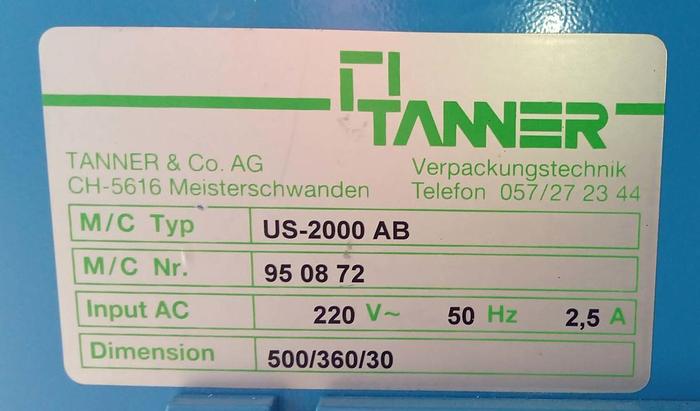 TANNER
TANNER & Co. AG
CH-5616 Meisterschwanden
Verpackungstechnik
Telefon 057/27 23 44
M/C Typ US-2000 AB
M/C Nr. 95 08 72
Input AC 220 V~ 50 Hz 2,5 A
Dimension 500/360/30